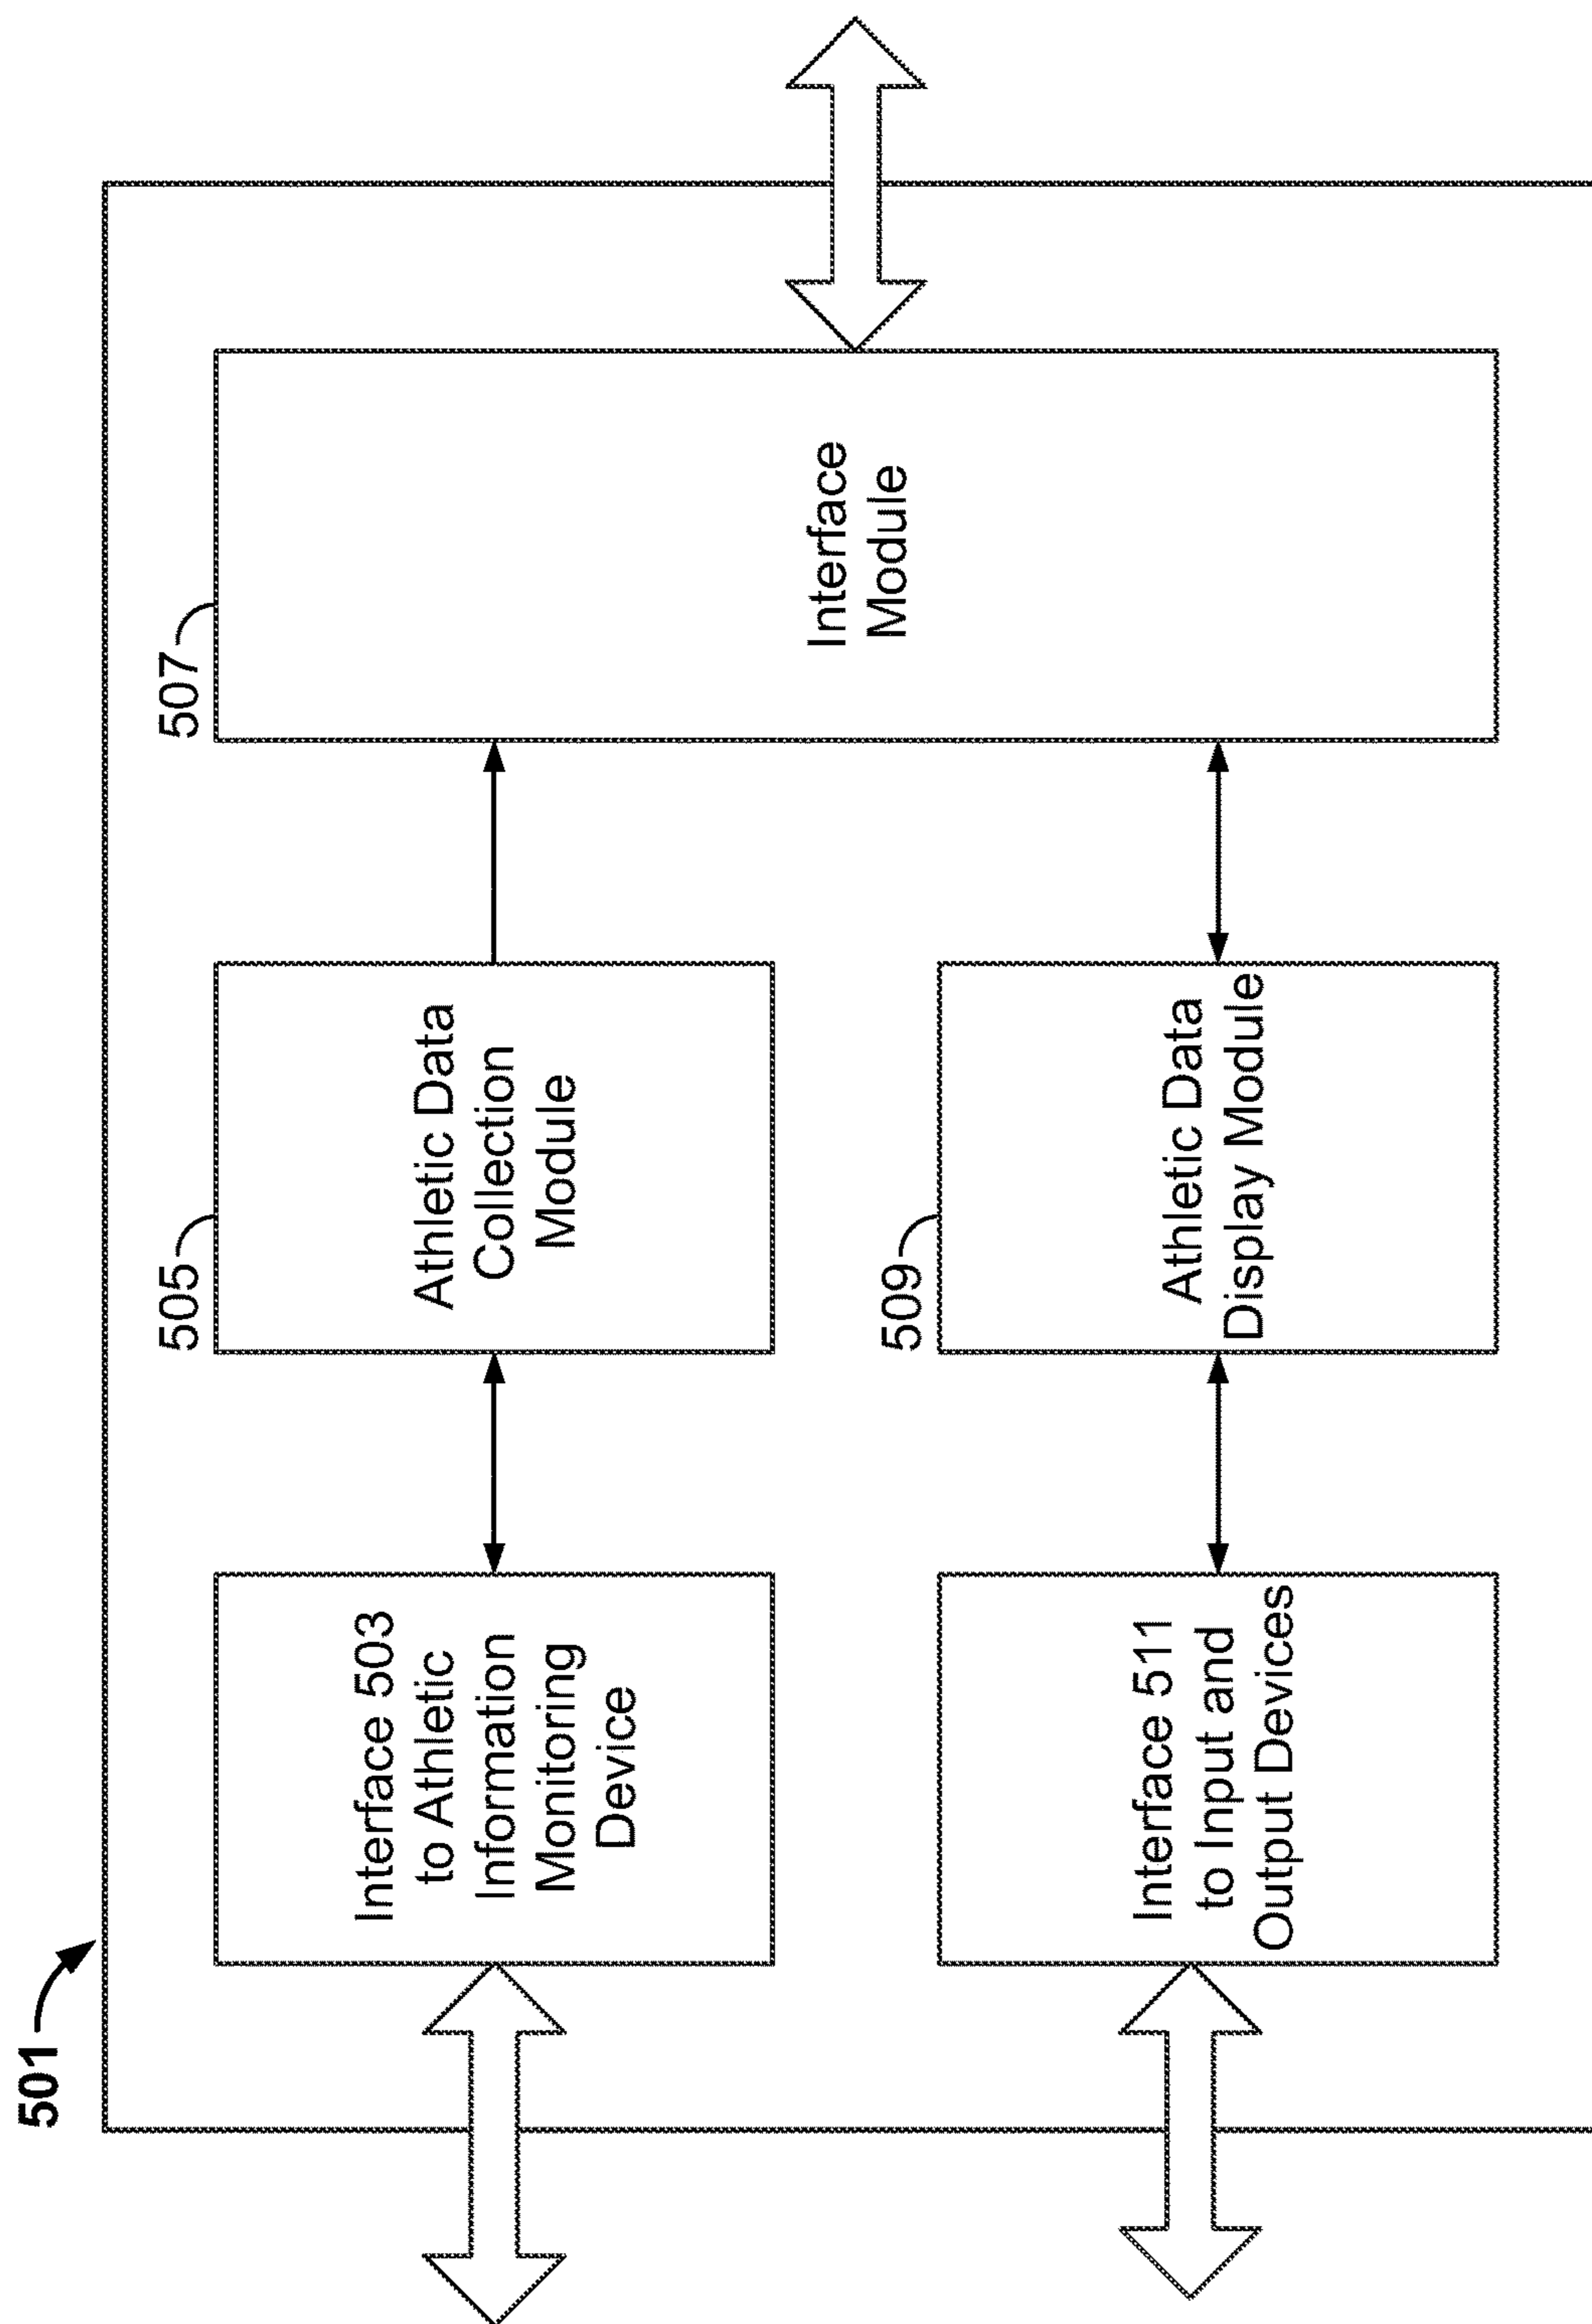 501
Interface 503
to Athletic
Information
Monitoring
Device
505
Athletic Data
Collection
Module
507
Interface
Module
Interface 511
to Input and
Output Devices
509
Athletic Data
Display Module